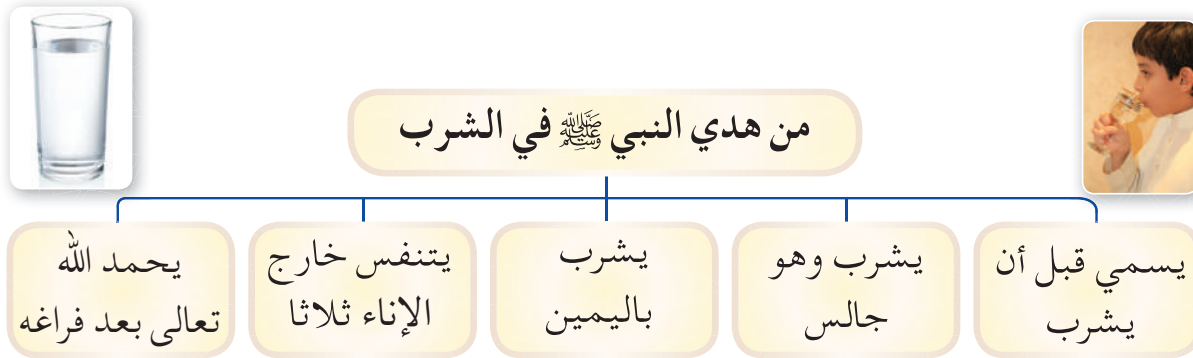 من هدي النبي ﷺ في الشرب
يسمي قبل أن
يشرب
يشرب وهو
جالس
يشرب
باليمين
يتنفس خارج
الإناء ثلاثا
يحمد الله
تعالى بعد فراغه